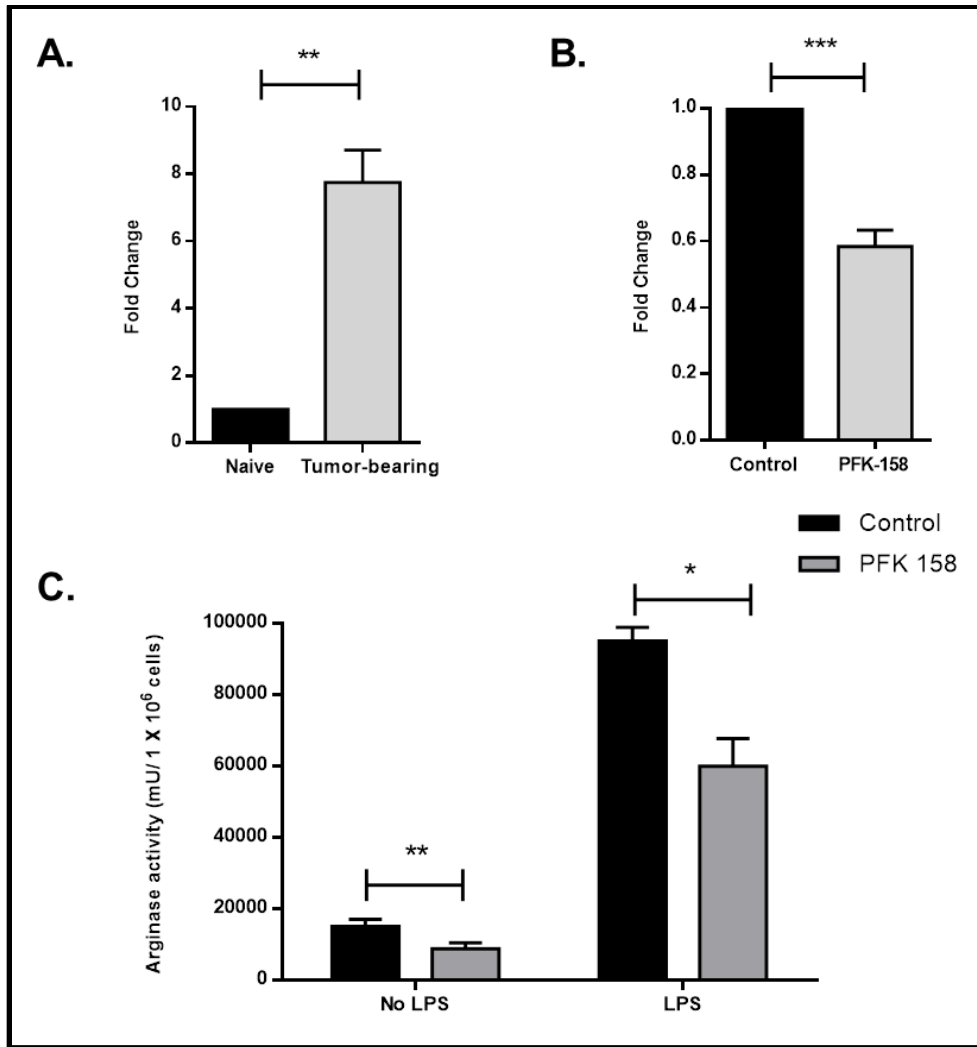 A.
**
Fold Change
10
8
6
4
2
0
Naive Tumor-bearing
B.
***
Fold Change
1.0
0.8
0.6
0.4
0.2
0.0
Control PFK-158
Control
PFK 158
C.
Arginase activity (mU/ 1 X 10⁶ cells)
100000
80000
60000
40000
20000
0
**
*
No LPS LPS